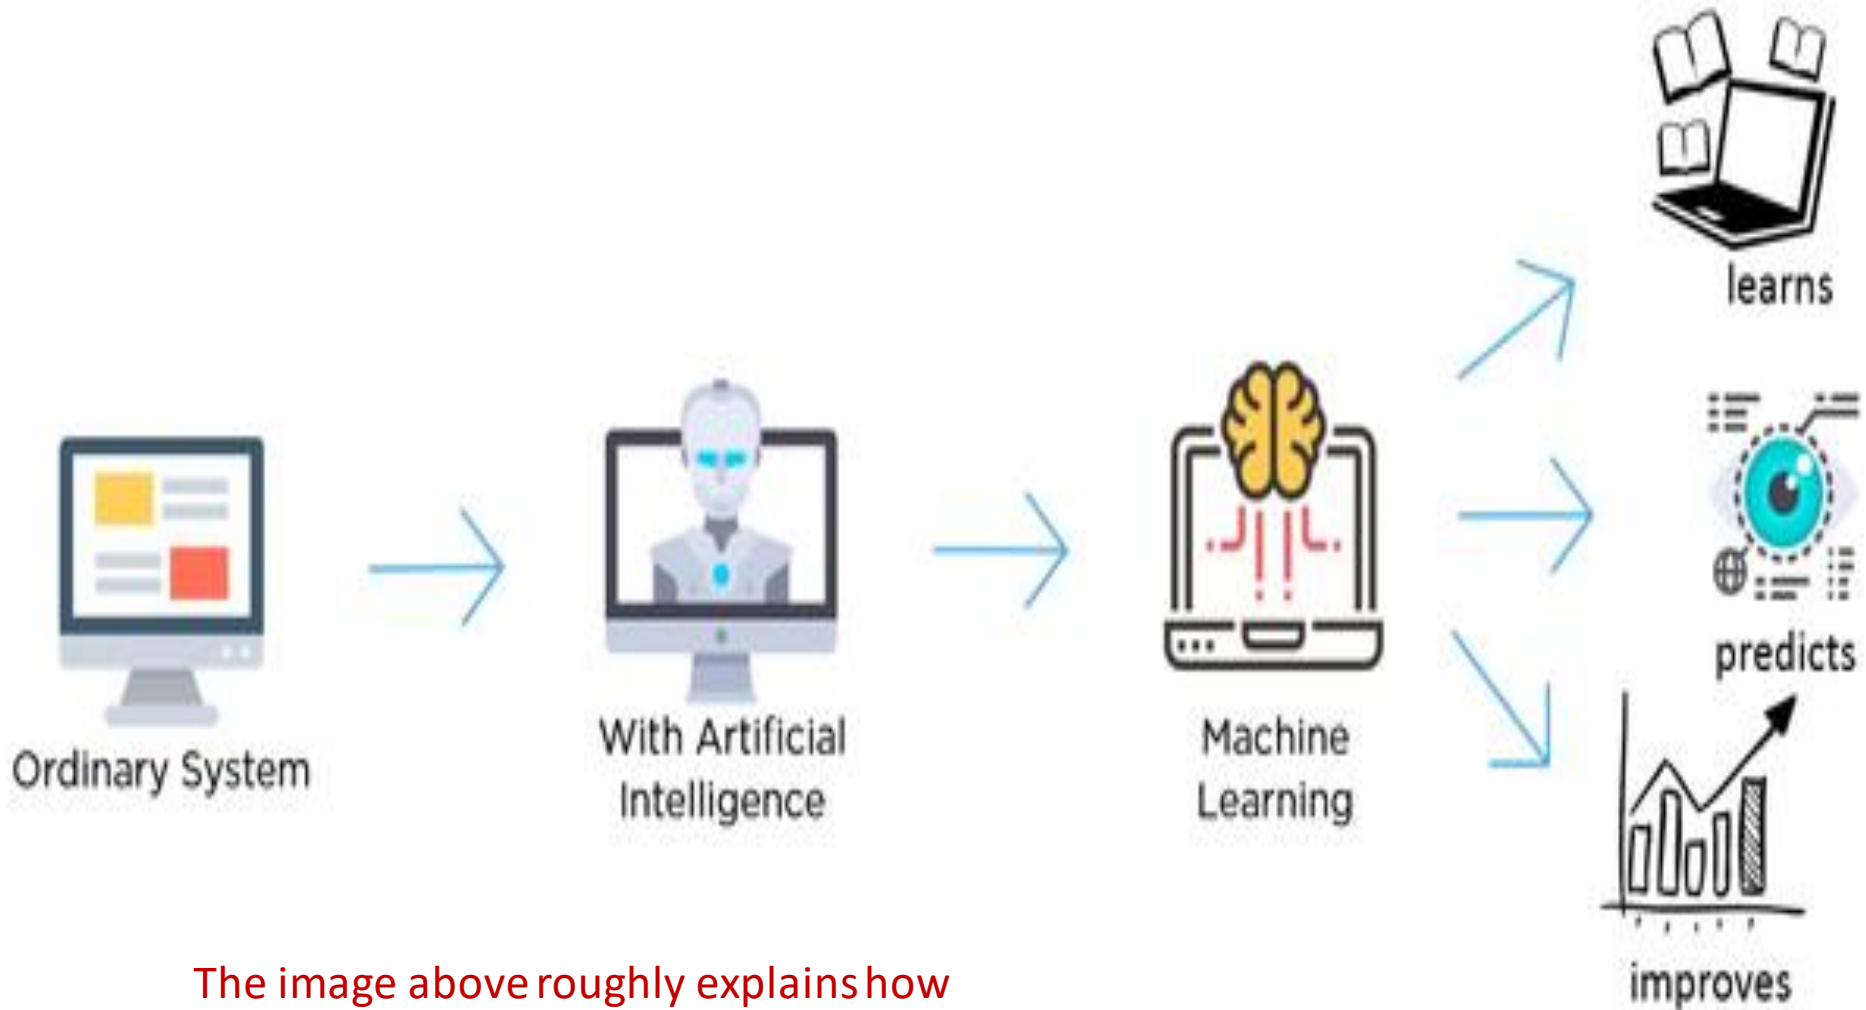 Ordinary System
With Artificial
Intelligence
Machine
Learning
learns
predicts
improves
The image above roughly explains how